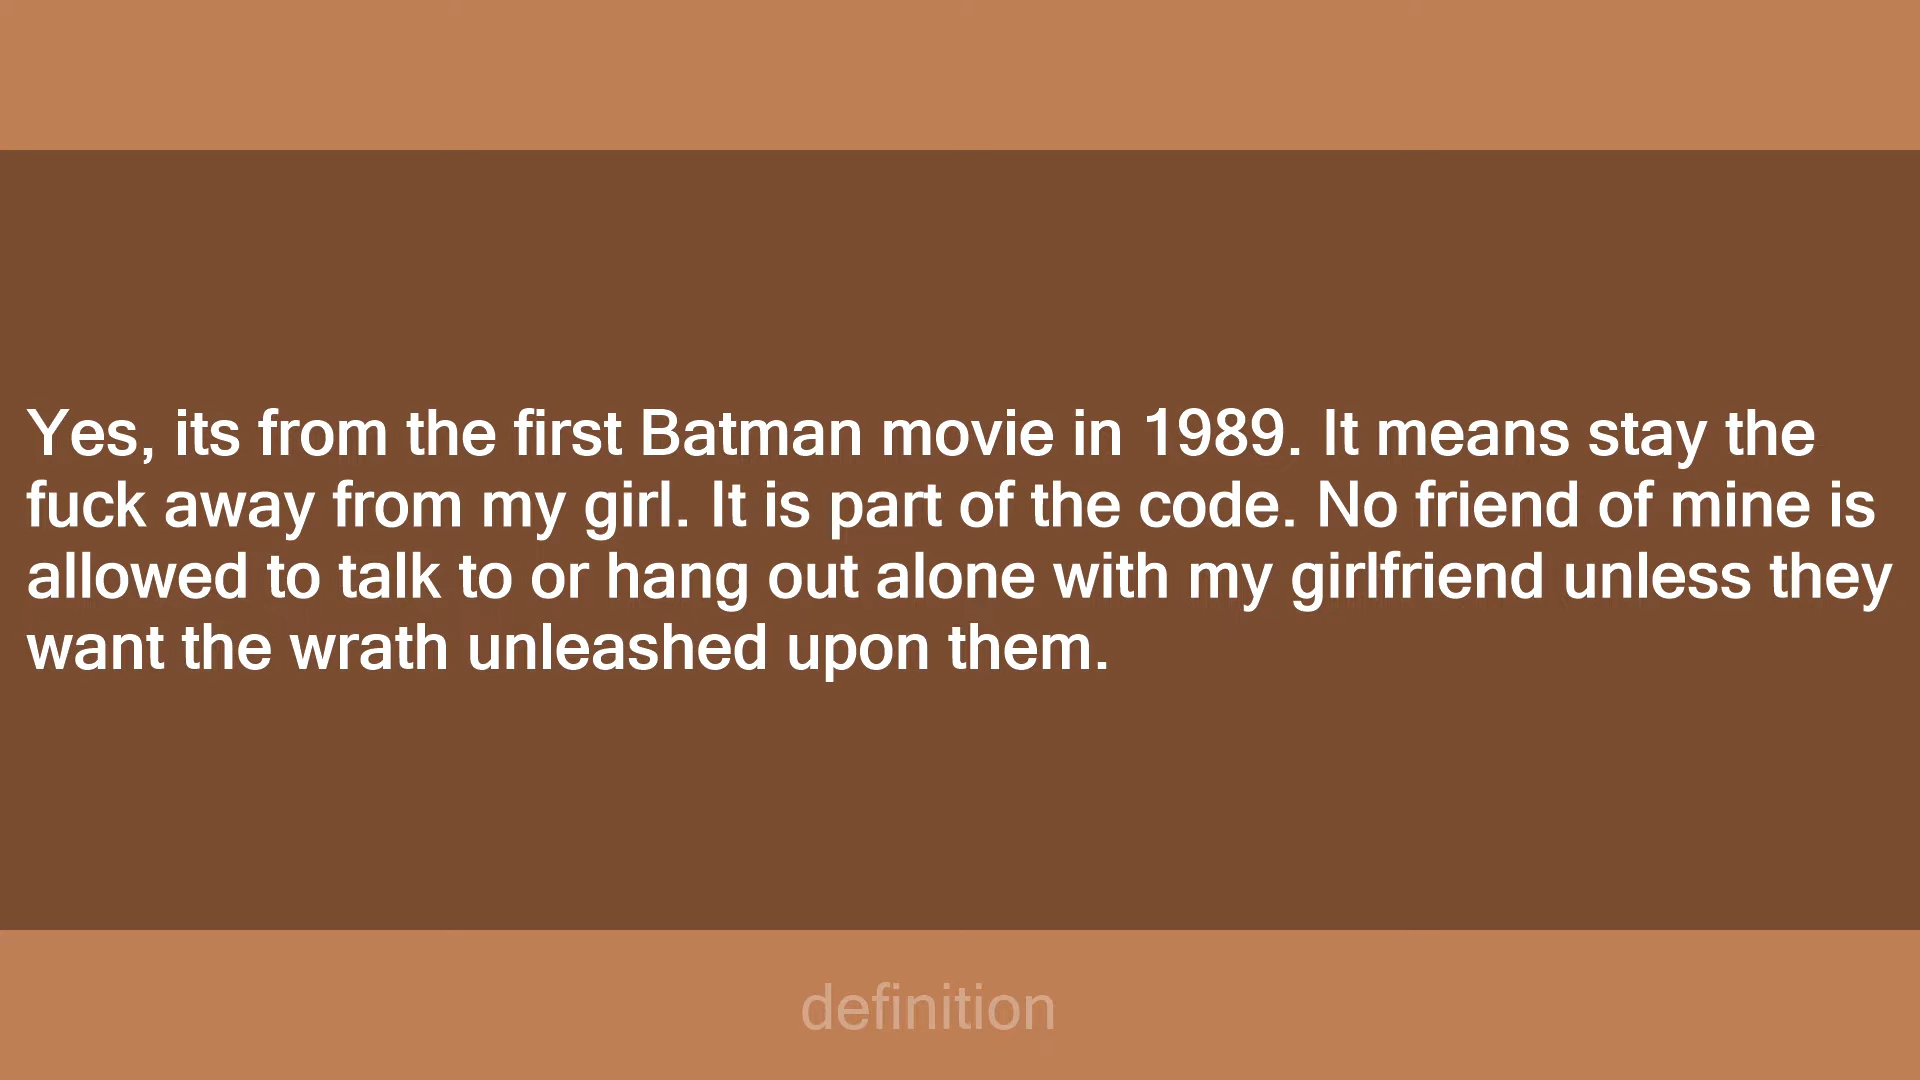 Yes, its from the first Batman movie in 1989. It means stay the
fuck away from my girl. It is part of the code. No friend of mine is
allowed to talk to or hang out alone with my girlfriend unless they
want the wrath unleashed upon them.
definition